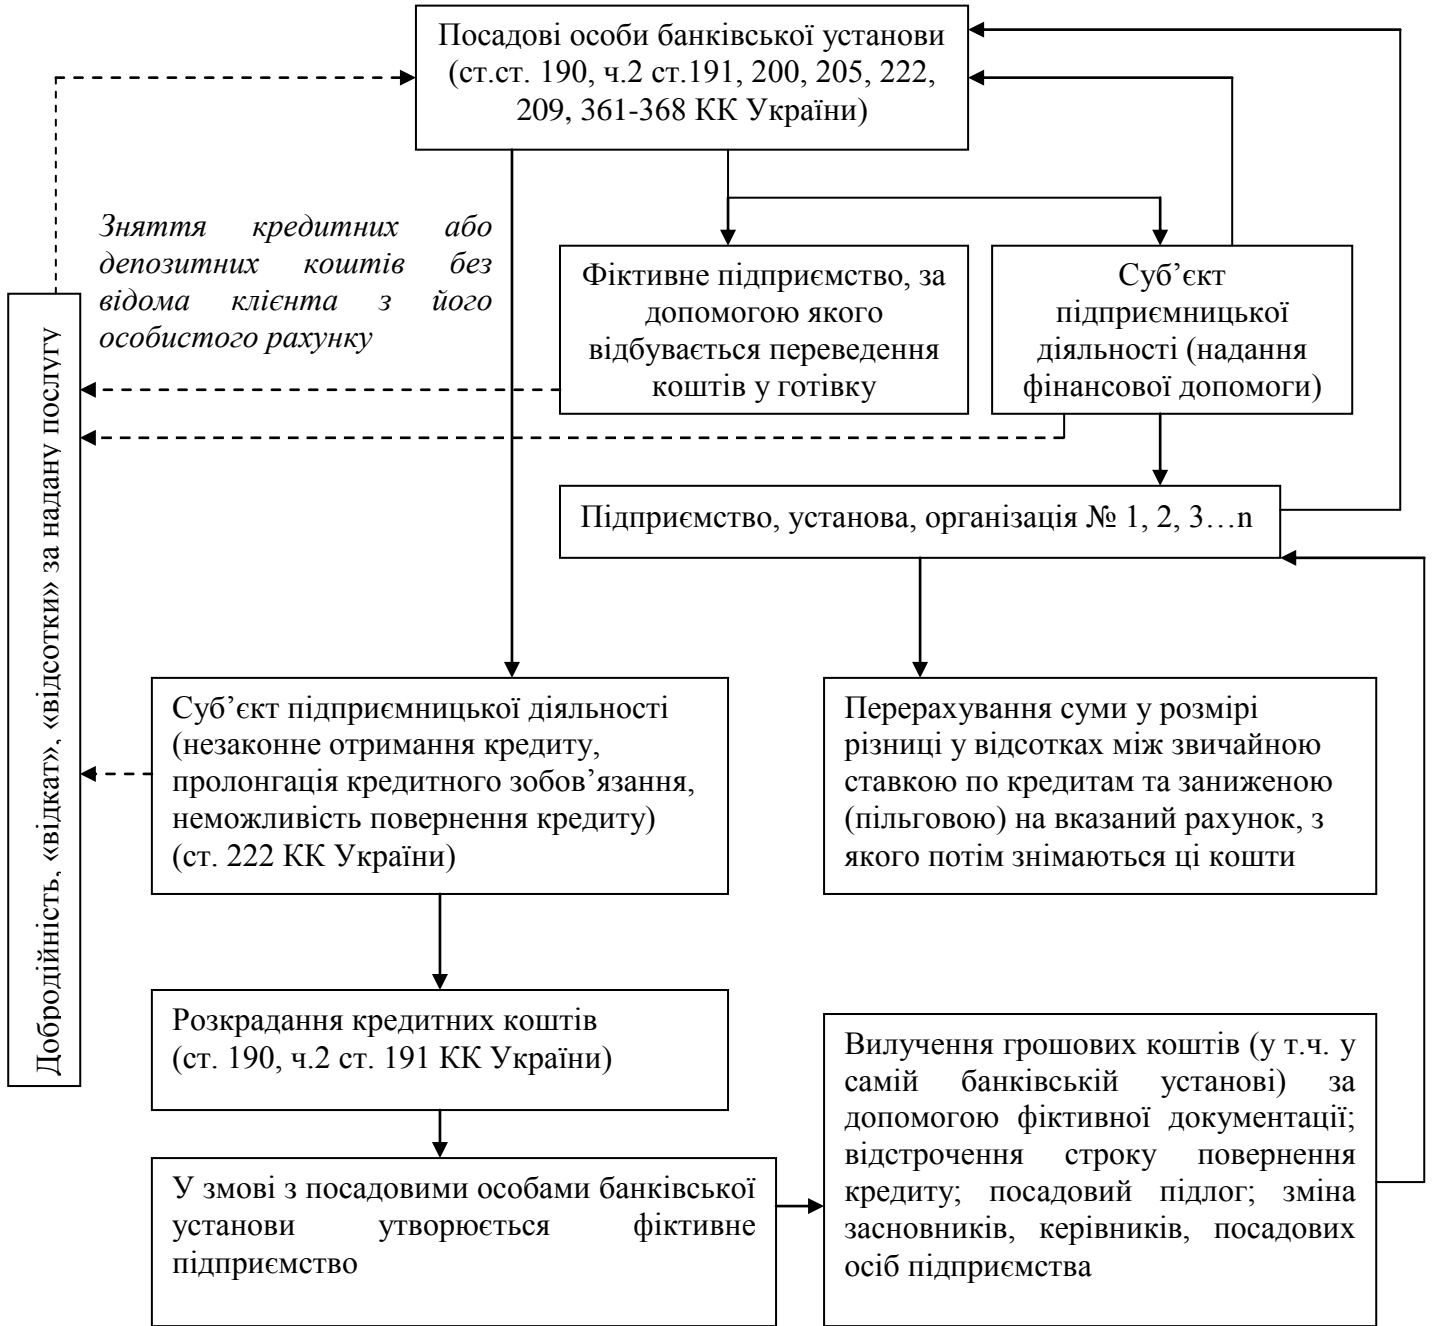 Посадові особи банківської установи
(ст.ст. 190, ч.2 ст.191, 200, 205, 222,
209, 361-368 КК України)
Зняття кредитних або
депозитних коштів без
відома клієнта з його
особистого рахунку
Фіктивне підприємство, за
допомогою якого
відбувається переведення
коштів у готівку
Суб’єкт
підприємницької
діяльності (надання
фінансової допомоги)
Добродійність, «відкат», «відсотки» за надану послугу
Підприємство, установа, організація № 1, 2, 3…n
Суб’єкт підприємницької діяльності
(незаконне отримання кредиту,
пролонгація кредитного зобов’язання,
неможливість повернення кредиту)
(ст. 222 КК України)
Перерахування суми у розмірі
різниці у відсотках між звичайною
ставкою по кредитам та заниженою
(пільговою) на вказаний рахунок, з
якого потім знімаються ці кошти
Розкрадання кредитних коштів
(ст. 190, ч.2 ст. 191 КК України)
Вилучення грошових коштів (у т.ч. у
самій банківській установі) за
допомогою фіктивної документації;
відстрочення строку повернення
кредиту; посадовий підлог; зміна
засновників, керівників, посадових
осіб підприємства
У змові з посадовими особами банківської
установи утворюється фіктивне
підприємство